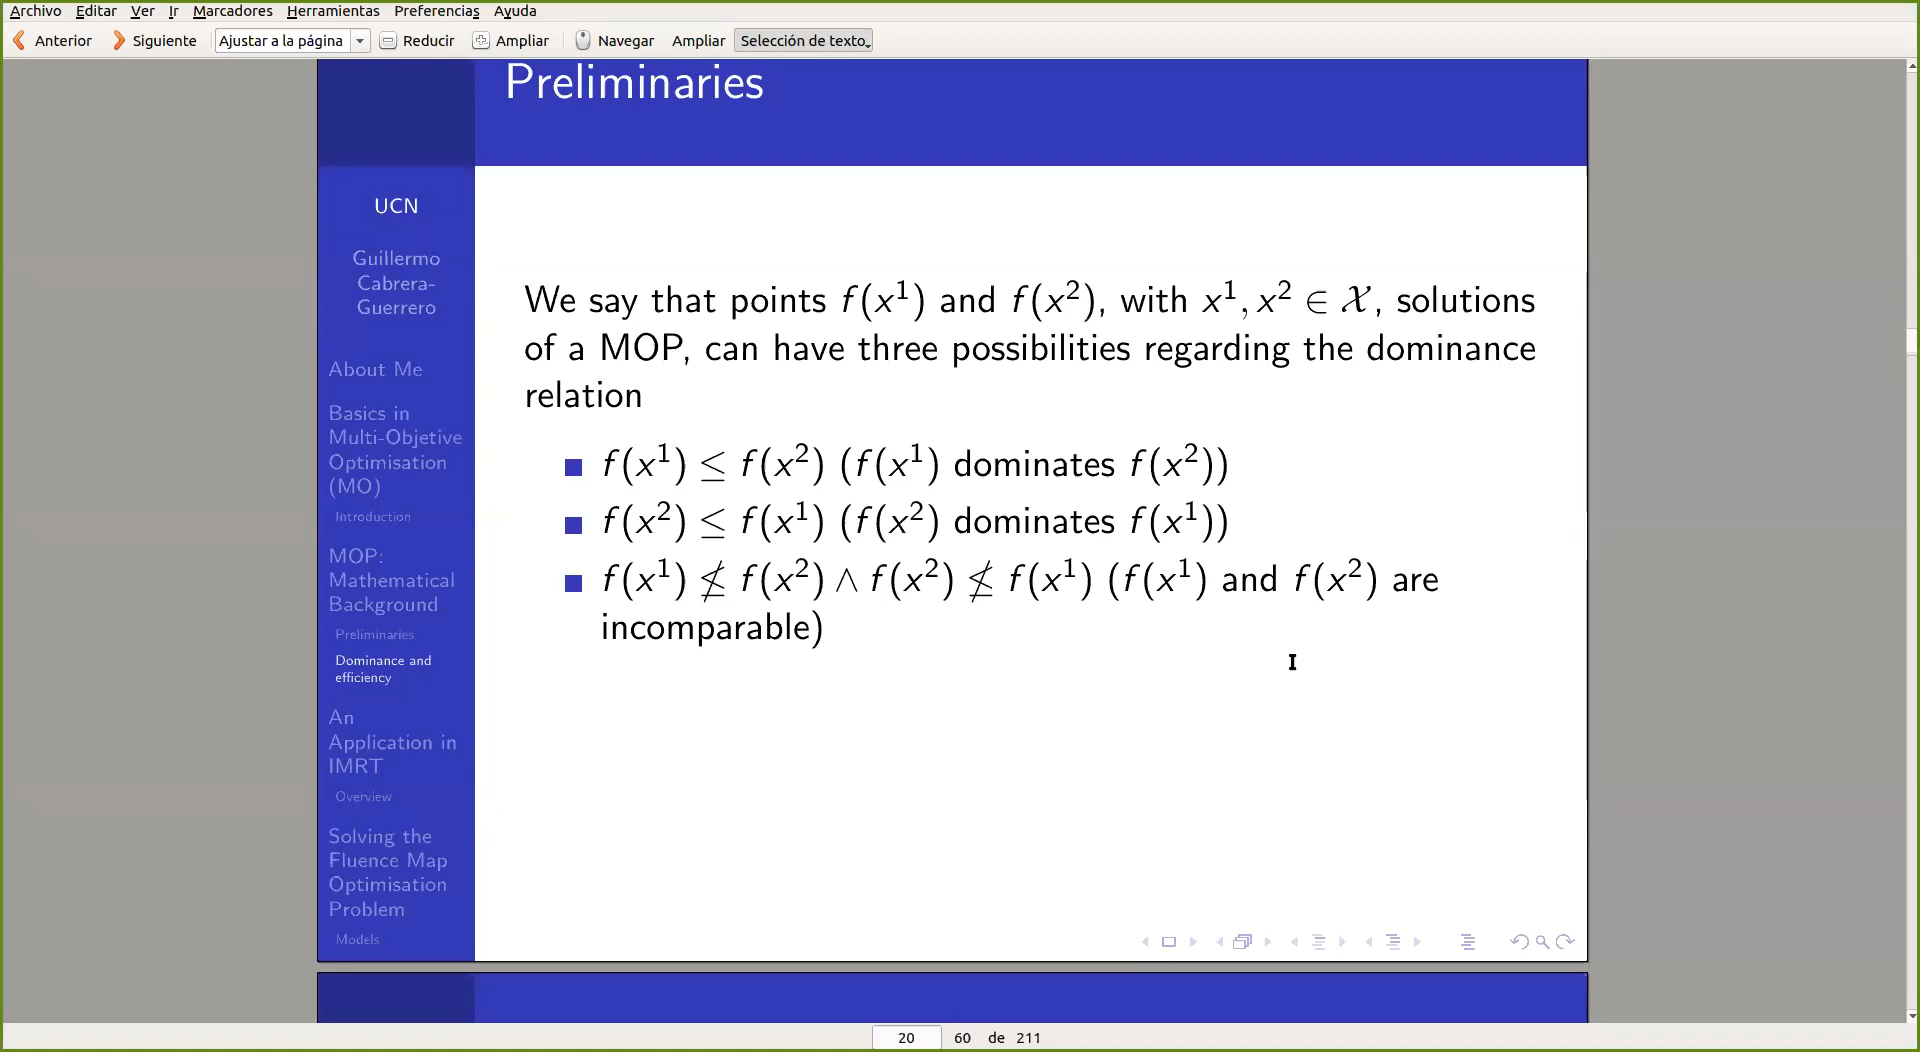 Archivo Editar Ver Ir Marcadores Herramientas Preferencias Ayuda
Anterior Siguiente Ajustar a la página Reducir Ampliar Navegar Ampliar Selección de texto
Preliminaries
UCN
Guillermo
Cabrera-
Guerrero
About Me
Basics in
Multi-Objetive
Optimisation
(MO)
Introduction
MOP:
Mathematical
Background
Preliminaries
Dominance and
efficiency
An
Application in
IMRT
Overview
Solving the
Fluence Map
Optimisation
Problem
Models
We say that points f(x¹) and f(x²), with x¹, x² ∈ 𝒳, solutions
of a MOP, can have three possibilities regarding the dominance
relation
f(x¹) ≤ f(x²) (f(x¹) dominates f(x²))
f(x²) ≤ f(x¹) (f(x²) dominates f(x¹))
f(x¹) ≰ f(x²) ∧ f(x²) ≰ f(x¹) (f(x¹) and f(x²) are
incomparable)
20 60 de 211